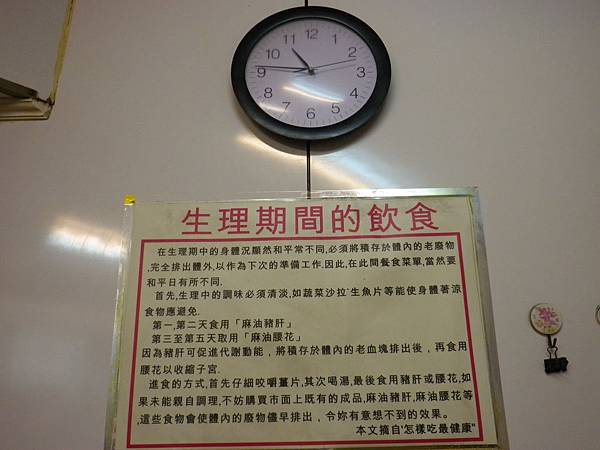 11 12 1
10 2
9 3
8 4
7 6 5
生理期間的飲食
在生理期中的身體況顯然和平常不同,必須將積存於體內的老廢物
,完全排出體外,以作為下次的準備工作.因此,在此間餐食菜單,當然要
和平日有所不同.
首先,生理中的調味必須清淡,如蔬菜沙拉`生魚片等能使身體著涼
食物應避免.
第一,第二天食用「麻油豬肝」
第三至第五天取用「麻油腰花」
因為豬肝可促進代謝動能，將積存於體內的老血塊排出後，再食用
腰花以收縮子宮.
進食的方式,首先仔細咬嚼薑片,其次喝湯,最後食用豬肝或腰花,如
果未能親自調理,不妨購買市面上既有的成品,麻油豬肝,麻油腰花等
,這些食物會使體內的廢物儘早排出，令妳有意想不到的效果。
本文摘自"怎樣吃最健康"